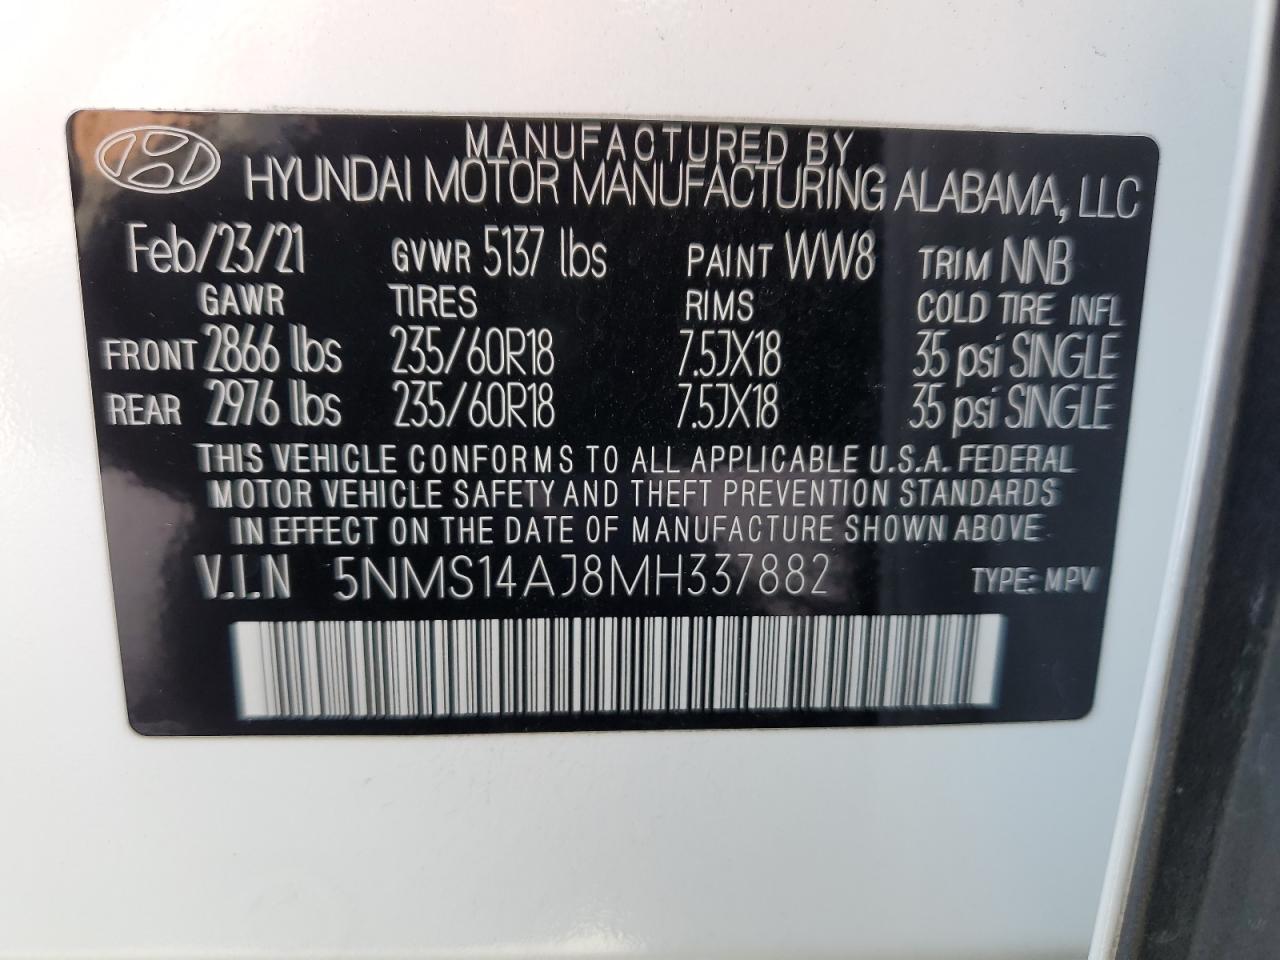 MANUFACTURED BY
HYUNDAI MOTOR MANUFACTURING ALABAMA, LLC
Feb/23/21 GVWR 5137 lbs PAINT WW8 TRIM NNB
GAWR TIRES RIMS COLD TIRE INFL
FRONT 2866 lbs 235/60R18 7.5JX18 35 psi SINGLE
REAR 2976 lbs 235/60R18 7.5JX18 35 psi SINGLE
THIS VEHICLE CONFORMS TO ALL APPLICABLE U.S.A. FEDERAL
MOTOR VEHICLE SAFETY AND THEFT PREVENTION STANDARDS
IN EFFECT ON THE DATE OF MANUFACTURE SHOWN ABOVE
V.I.N 5NMS14AJ8MH337882 TYPE: MPV